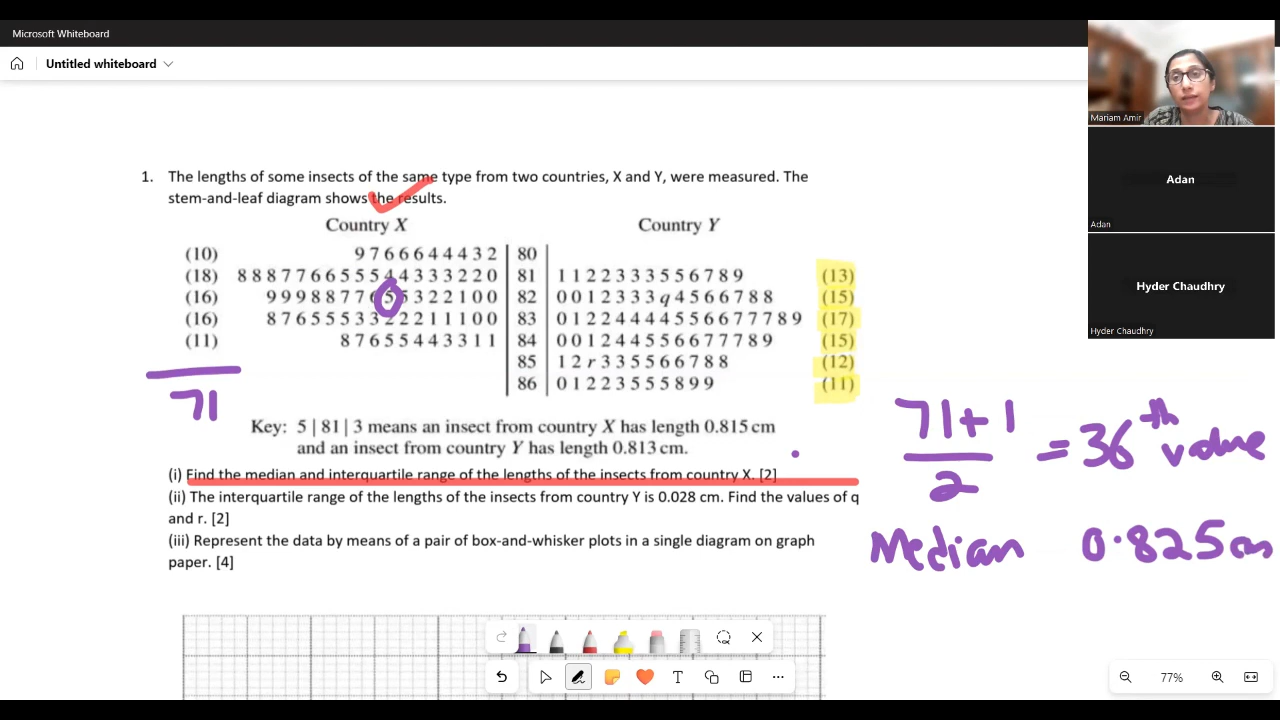 Microsoft Whiteboard
Untitled whiteboard
Mariam Amir
Adan
Adan
Hyder Chaudhry
Hyder Chaudhry
1. The lengths of some insects of the same type from two countries, X and Y, were measured. The
stem-and-leaf diagram shows the results.
Country X Country Y
(10) 9 7 6 6 6 4 4 4 3 2 80
(18) 8 8 8 7 7 6 6 5 5 5 4 4 3 3 3 2 2 0 81 1 1 2 2 3 3 3 5 5 6 7 8 9 (13)
(16) 9 9 9 8 8 7 7 6 5 5 3 2 2 1 0 0 82 0 0 1 2 3 3 3 q 4 5 6 6 7 8 8 (15)
(16) 8 7 6 5 5 5 3 3 2 2 2 1 1 1 0 0 83 0 1 2 2 4 4 4 4 5 5 6 6 7 7 7 8 9 (17)
(11) 8 7 6 5 5 4 4 3 3 1 1 84 0 0 1 2 4 4 5 5 6 6 7 7 7 8 9 (15)
85 1 2 r 3 3 5 5 6 6 7 8 8 (12)
86 0 1 2 2 3 5 5 5 8 9 9 (11)
71
Key: 5 | 81 | 3 means an insect from country X has length 0.815 cm
and an insect from country Y has length 0.813 cm.
(i) Find the median and interquartile range of the lengths of the insects from country X. [2]
(ii) The interquartile range of the lengths of the insects from country Y is 0.028 cm. Find the values of q
and r. [2]
(iii) Represent the data by means of a pair of box-and-whisker plots in a single diagram on graph
paper. [4]
71+1
2
= 36th value
Median 0.825cm
77%